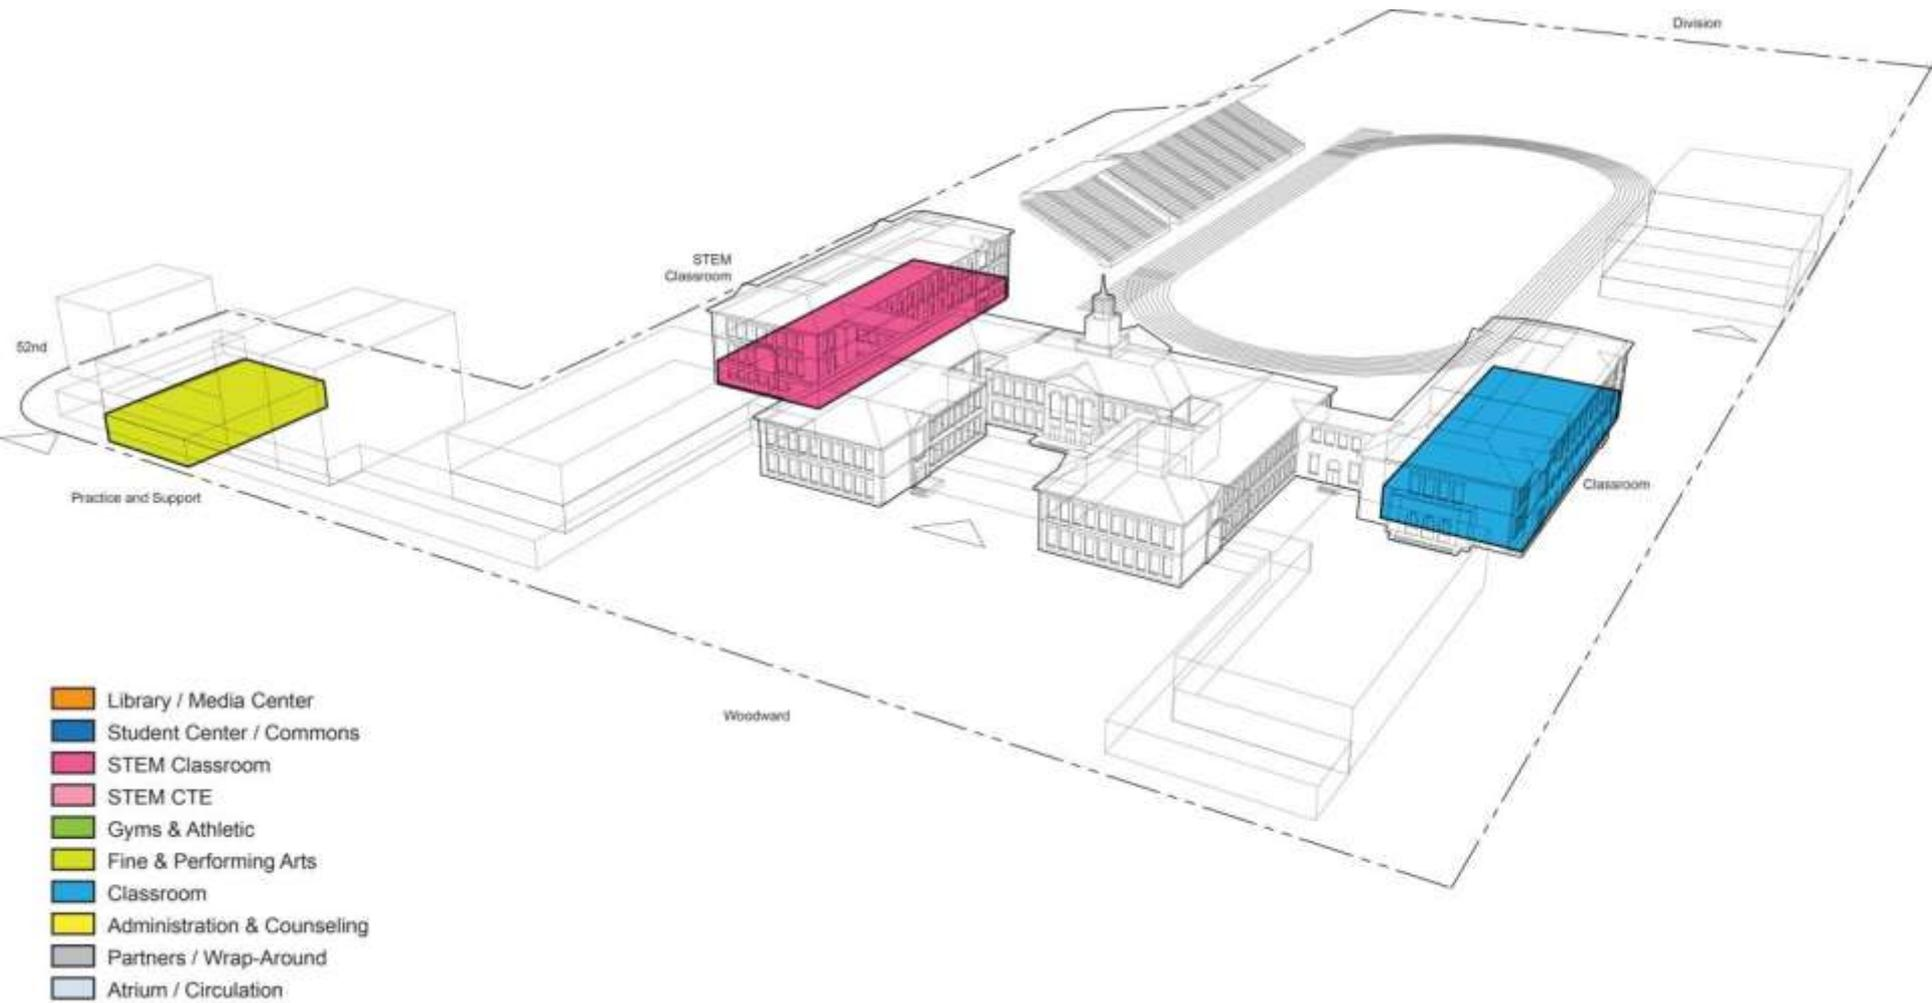 Division
STEM
Classroom
52nd
Practice and Support
Classroom
Woodward
Library / Media Center
Student Center / Commons
STEM Classroom
STEM CTE
Gyms & Athletic
Fine & Performing Arts
Classroom
Administration & Counseling
Partners / Wrap-Around
Atrium / Circulation